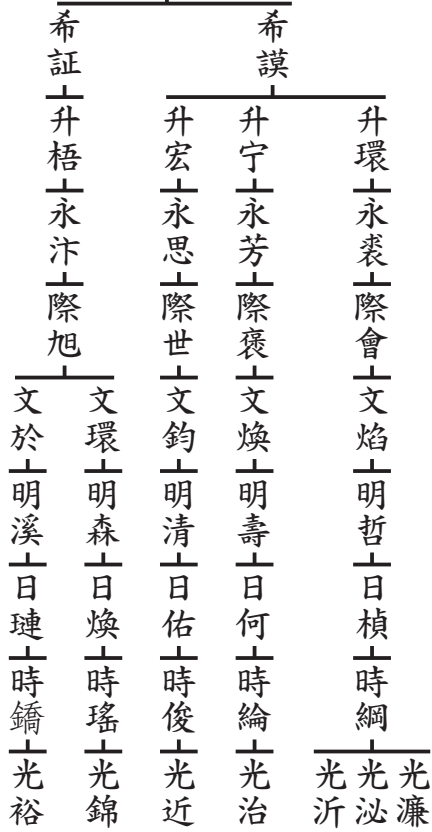 希謨
希証
升環
升宁
升宏
升梧
永裘
永芳
永思
永汴
際會
際褒
際世
際旭
文焰
文煥
文鈞
文環
文於
明哲
明壽
明清
明森
明溪
日楨
日何
日佑
日煥
日璉
時綱
時綸
時俊
時瑤
時鐈
光濂
光泌
光沂
光治
光近
光錦
光裕